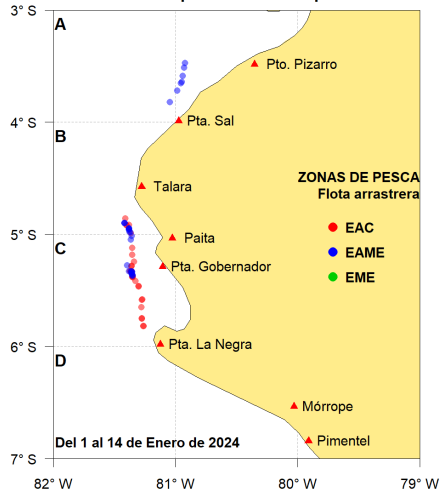 3° S
A
Pto. Pizarro
4° S
Pta. Sal
B
ZONAS DE PESCA
Flota arrastrera
Talara
EAC
5° S
Paita
C
EAME
Pta. Gobernador
EME
6° S
Pta. La Negra
D
Mórrope
Del 1 al 14 de Enero de 2024
Pimentel
7° S
82° W
81° W
80° W
79° W